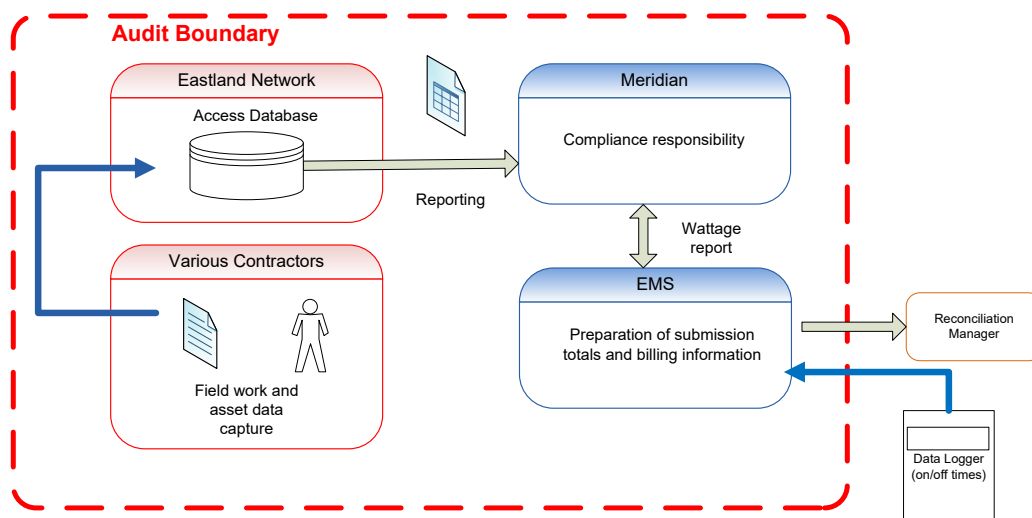 Audit Boundary
Eastland Network
Access Database
Reporting
Meridian
Compliance responsibility
Wattage
report
Various Contractors
Field work and
asset data
capture
EMS
Preparation of submission
totals and billing information
Reconciliation
Manager
Data Logger
(on/off times)